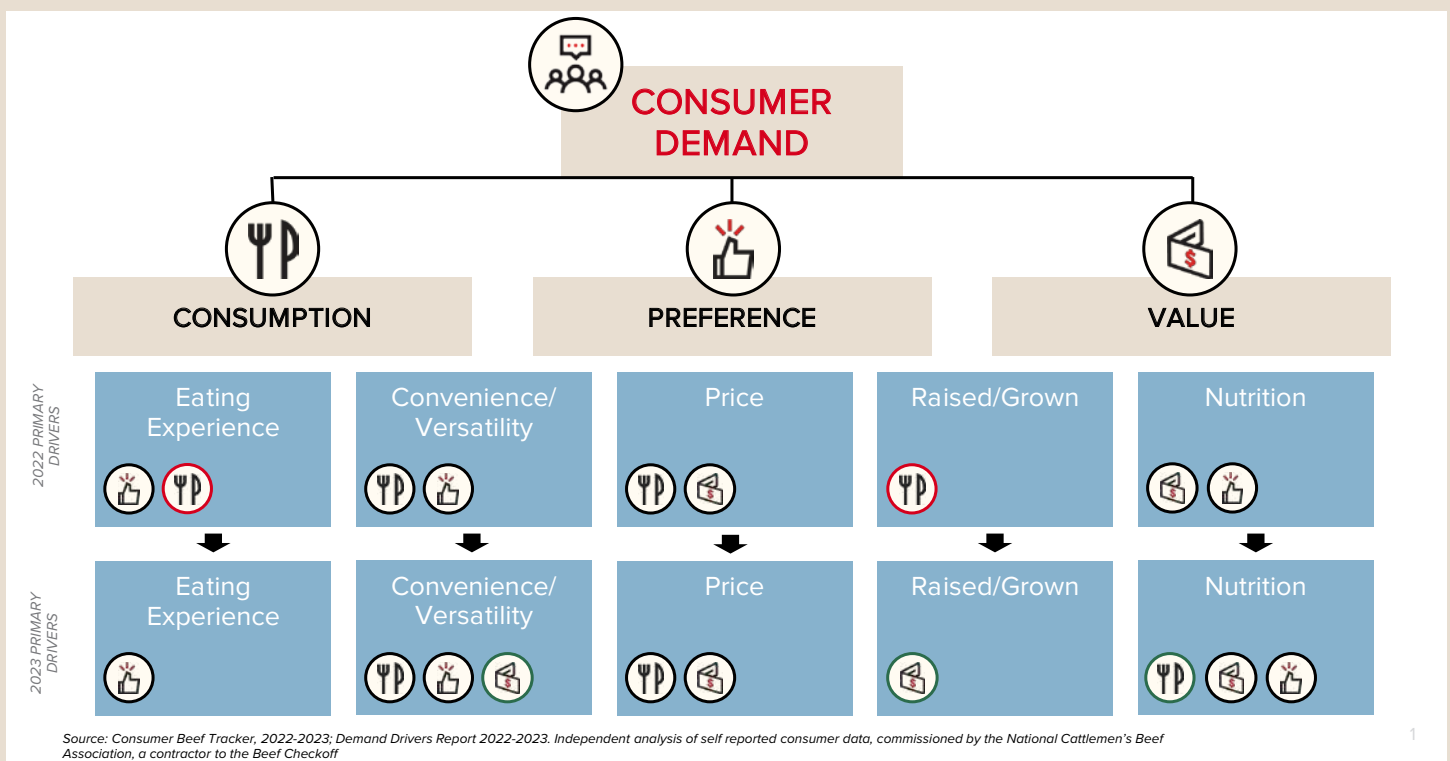 CONSUMER
DEMAND
CONSUMPTION
PREFERENCE
VALUE
2022 PRIMARY
DRIVERS
Eating
Experience
Convenience/
Versatility
Price
Raised/Grown
Nutrition
2023 PRIMARY
DRIVERS
Eating
Experience
Convenience/
Versatility
Price
Raised/Grown
Nutrition
Source: Consumer Beef Tracker, 2022-2023; Demand Drivers Report 2022-2023. Independent analysis of self reported consumer data, commissioned by the National Cattlemen's Beef
Association, a contractor to the Beef Checkoff
1